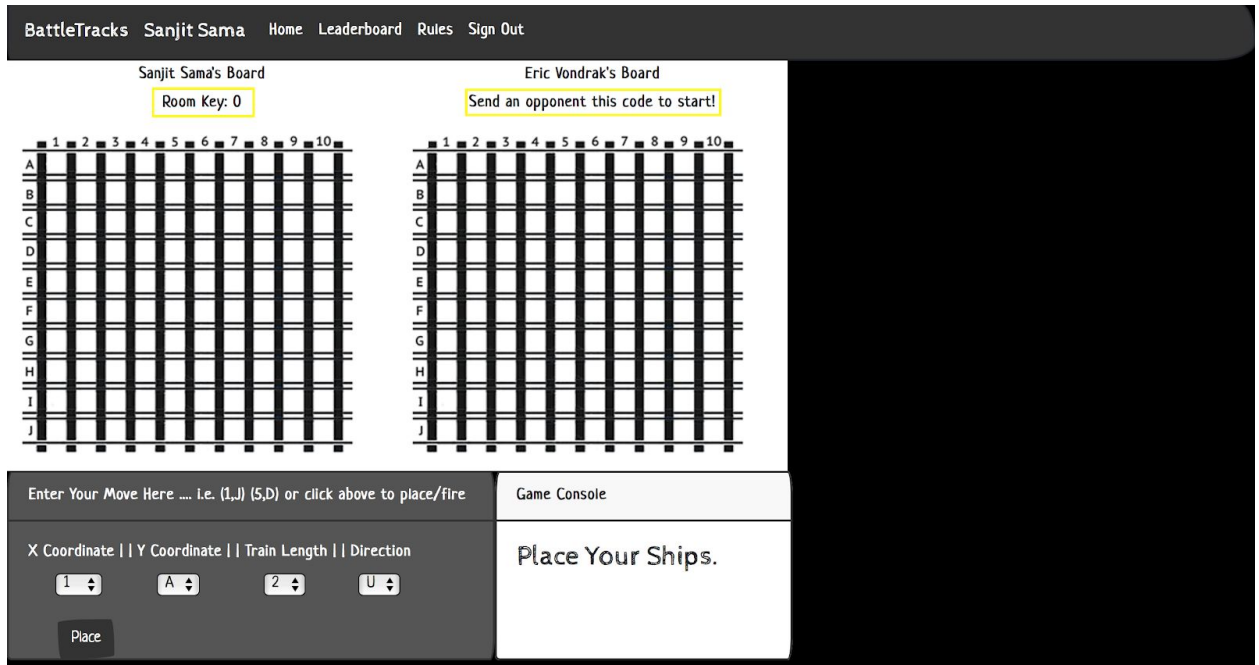 BattleTracks Sanjit Sama Home Leaderboard Rules Sign Out
Sanjit Sama's Board
Room Key: 0
1 2 3 4 5 6 7 8 9 10
A
B
C
D
E
F
G
H
I
J
Eric Vondrak's Board
Send an opponent this code to start!
1 2 3 4 5 6 7 8 9 10
A
B
C
D
E
F
G
H
I
J
Enter Your Move Here .... i.e. (1,J) (5,D) or click above to place/fire
X Coordinate | | Y Coordinate | | Train Length | | Direction
1 A 2 U
Place
Game Console
Place Your Ships.